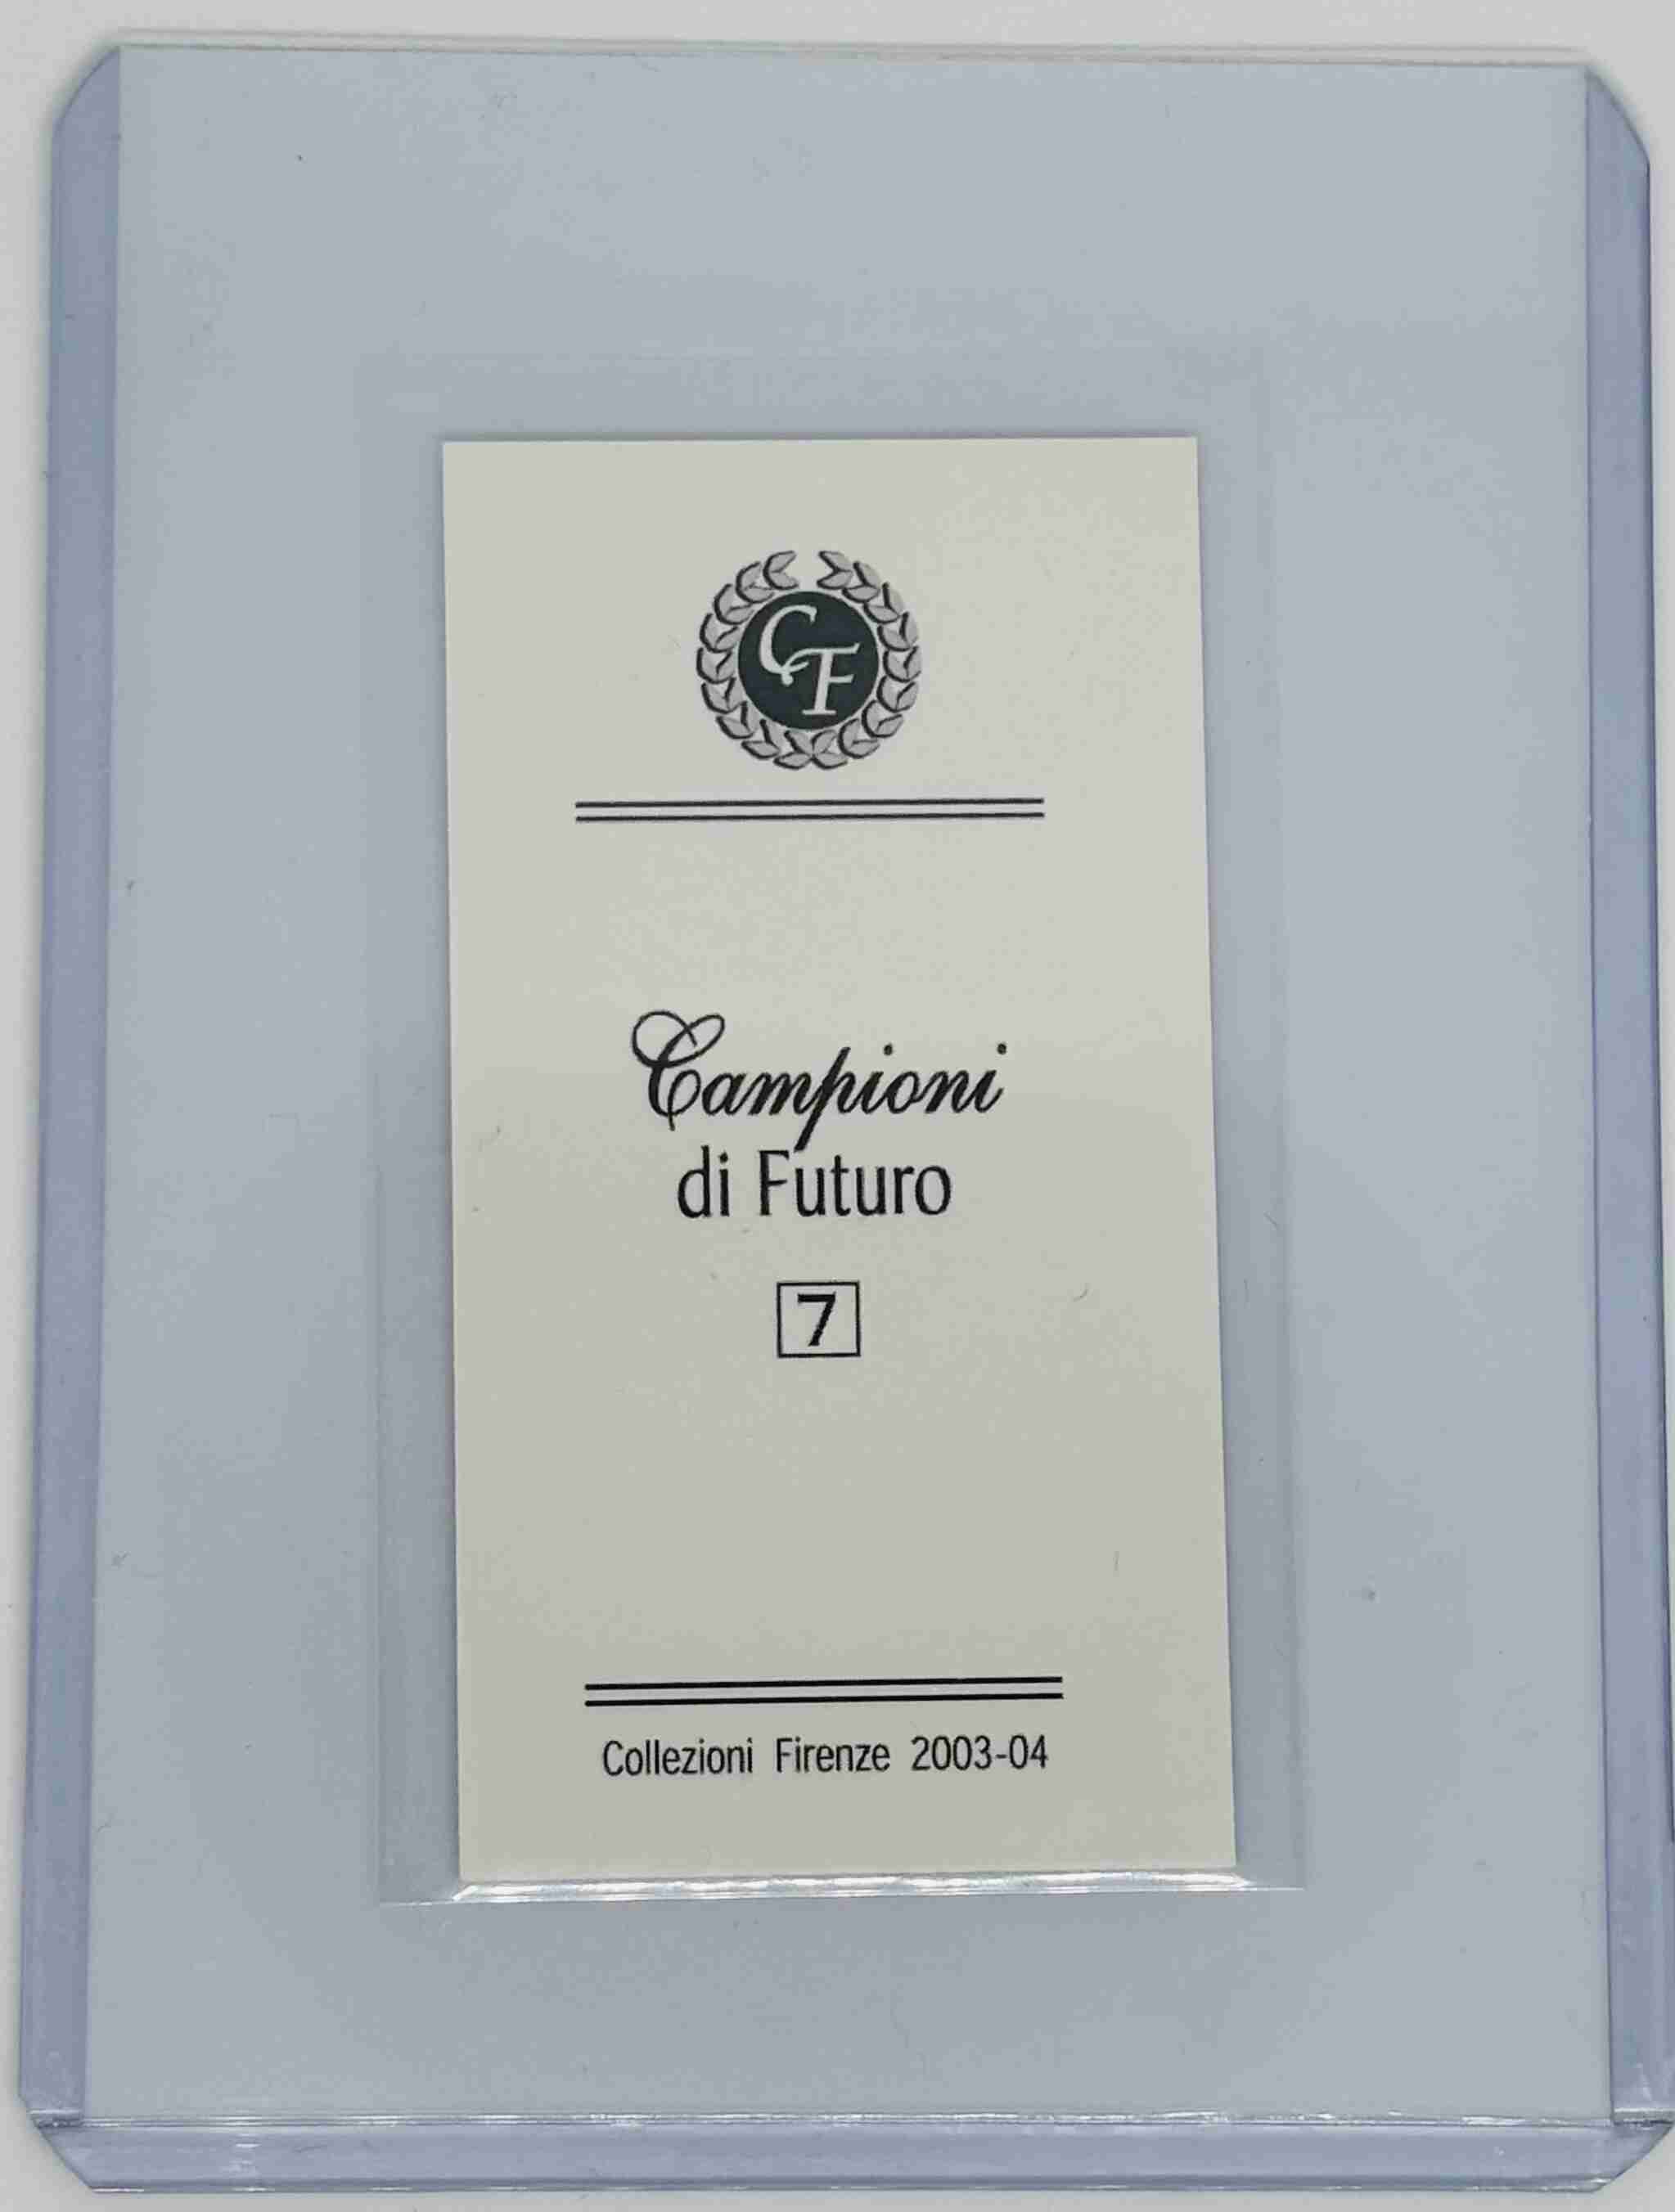 CF
Campioni
di Futuro
7
Collezioni Firenze 2003-04